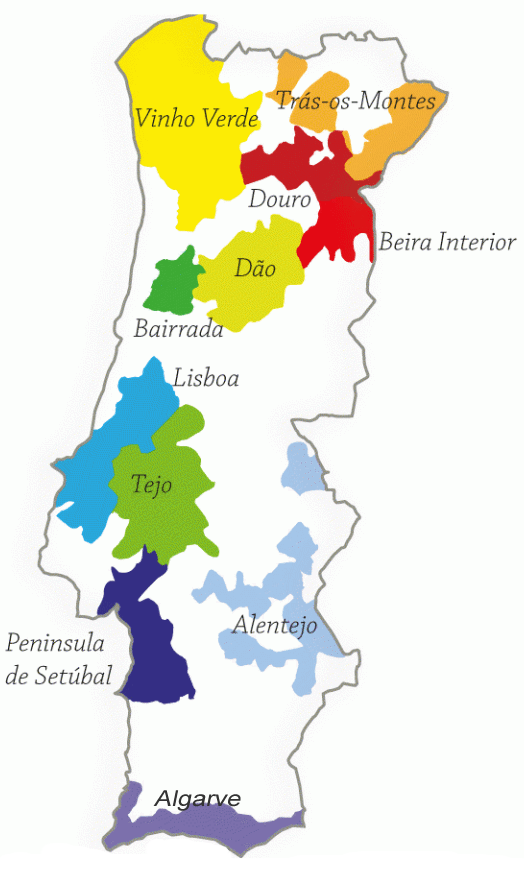 Trás-os-Montes
Vinho Verde
Douro
Beira Interior
Dão
Bairrada
Lisboa
Tejo
Alentejo
Peninsula
de Setúbal
Algarve